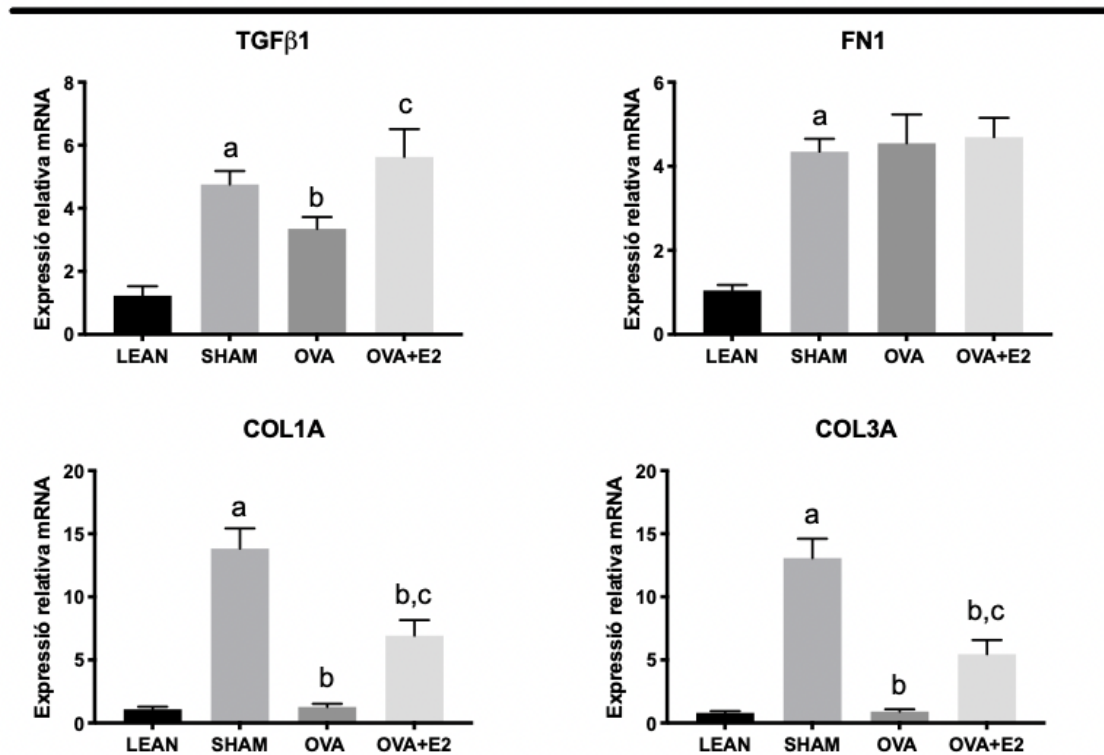 TGFβ1
Expressió relativa mRNA
8
6
4
2
0
a
b
c
LEAN SHAM OVA OVA+E2
FN1
Expressió relativa mRNA
6
4
2
0
a
LEAN SHAM OVA OVA+E2
COL1A
Expressió relativa mRNA
20
15
10
5
0
a
b
b,c
LEAN SHAM OVA OVA+E2
COL3A
Expressió relativa mRNA
20
15
10
5
0
a
b
b,c
LEAN SHAM OVA OVA+E2